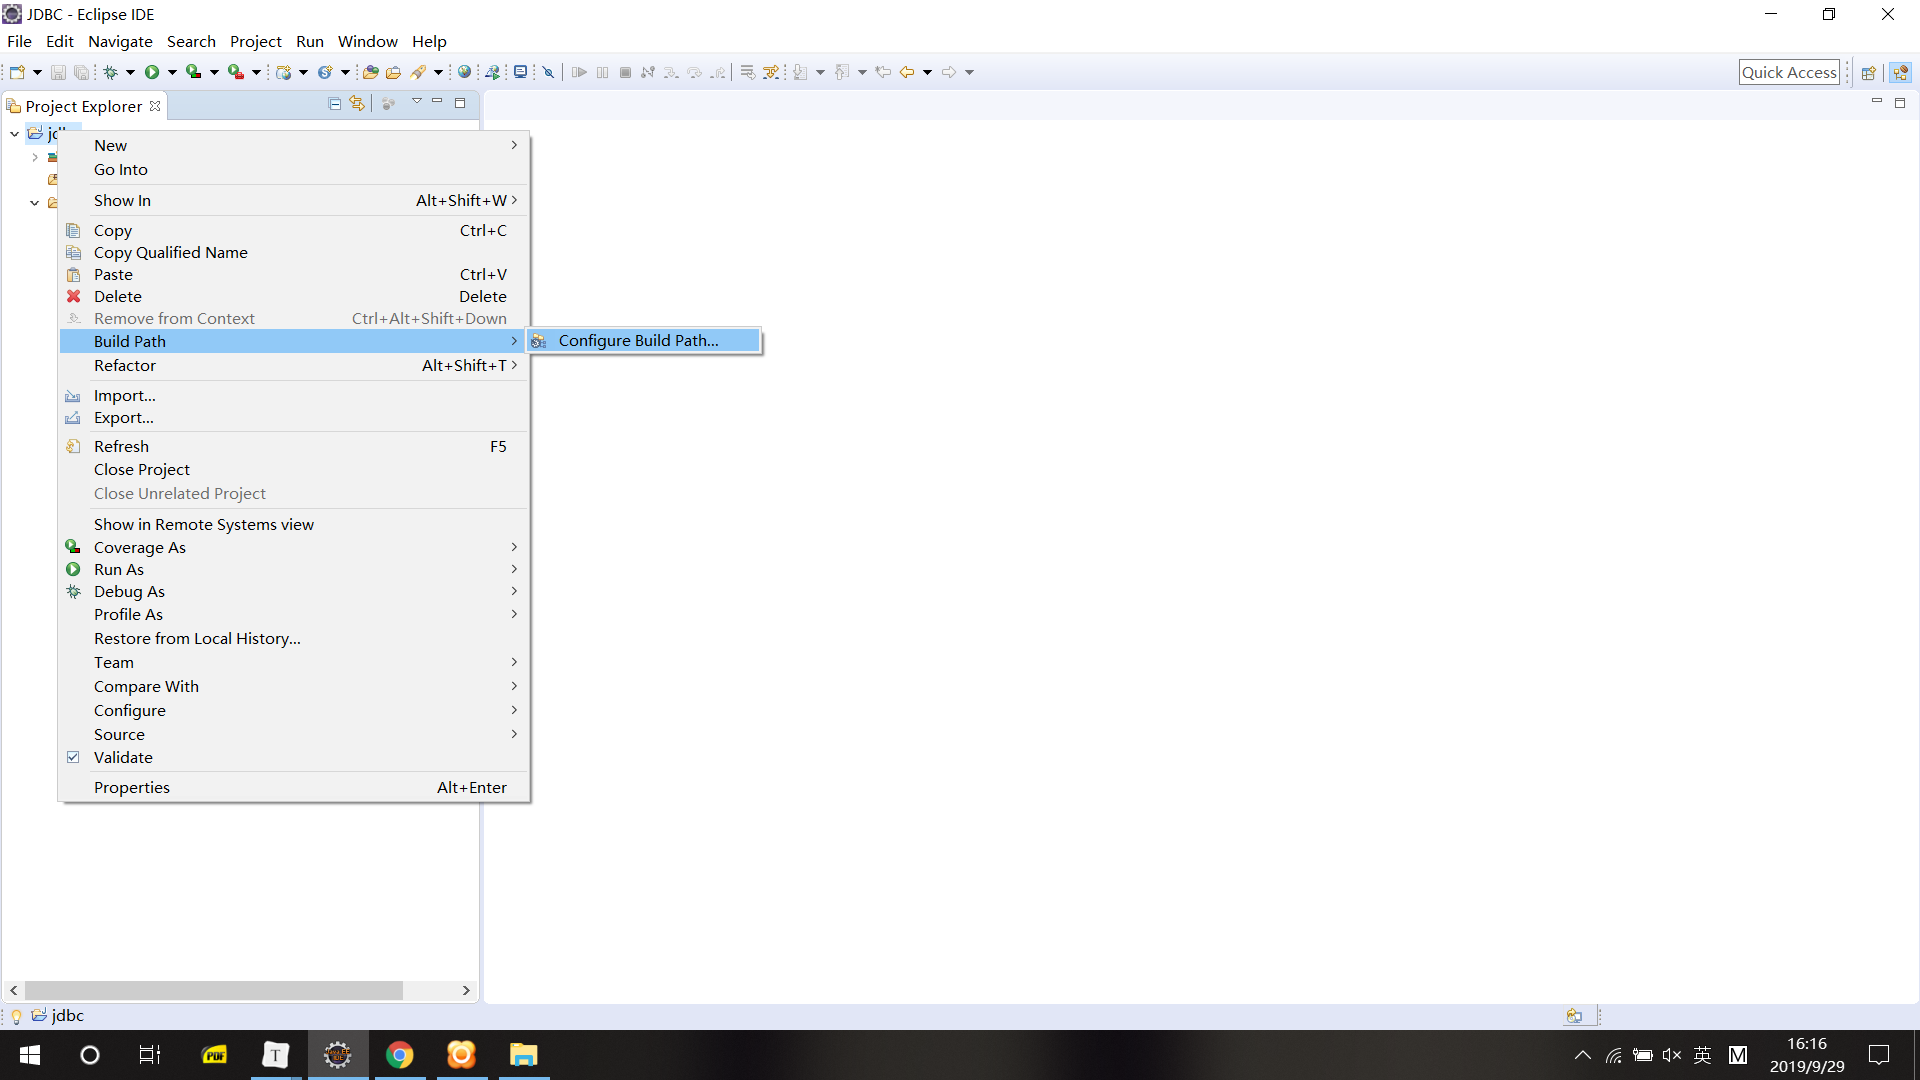 JDBC - Eclipse IDE
File Edit Navigate Search Project Run Window Help
Quick Access
Project Explorer
New
Go Into
Show In Alt+Shift+W
Copy Ctrl+C
Copy Qualified Name
Paste Ctrl+V
Delete Delete
Remove from Context Ctrl+Alt+Shift+Down
Build Path
Configure Build Path...
Refactor Alt+Shift+T
Import...
Export...
Refresh F5
Close Project
Close Unrelated Project
Show in Remote Systems view
Coverage As
Run As
Debug As
Profile As
Restore from Local History...
Team
Compare With
Configure
Source
Validate
Properties Alt+Enter
jdbc
PDF
T
IDE
英
M
16:16
2019/9/29